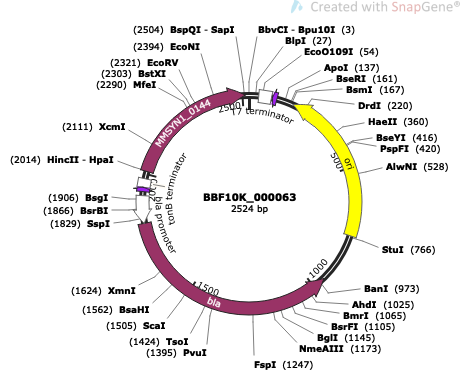 Created with SnapGene®
(2504) BspQI - SapI
BbvCI - Bpu10I (3)
(2394) EcoNI
BlpI (27)
EcoO109I (54)
(2321) EcoRV
(2303) BstXI
(2290) MfeI
ApoI (137)
BseRI (161)
BsmI (167)
DrdI (220)
2500
T7 terminator
MMSYN1_0144
(2111) XcmI
HaeII (360)
BseYI (416)
PspFI (420)
ori
500
(2014) HincII - HpaI
AlwNI (528)
2000
tonB terminator
(1906) BsgI
BBF10K_000063
(1866) BsrBI
2524 bp
(1829) SspI
bla promoter
StuI (766)
1000
(1624) XmnI
1500
BanI (973)
bla
AhdI (1025)
(1562) BsaHI
BmrI (1065)
(1505) ScaI
BsrFI (1105)
(1424) TsoI
BglI (1145)
(1395) PvuI
NmeAIII (1173)
FspI (1247)